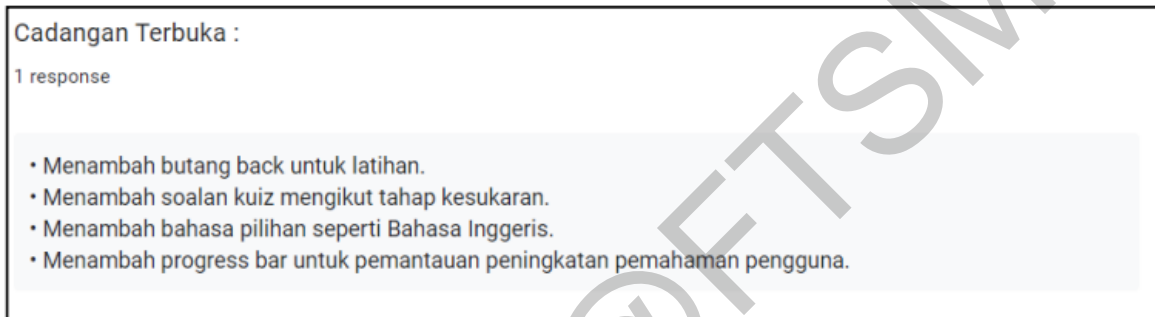 Cadangan Terbuka :
1 response
• Menambah butang back untuk latihan.
• Menambah soalan kuiz mengikut tahap kesukaran.
• Menambah bahasa pilihan seperti Bahasa Inggeris.
• Menambah progress bar untuk pemantauan peningkatan pemahaman pengguna.
@FTSM